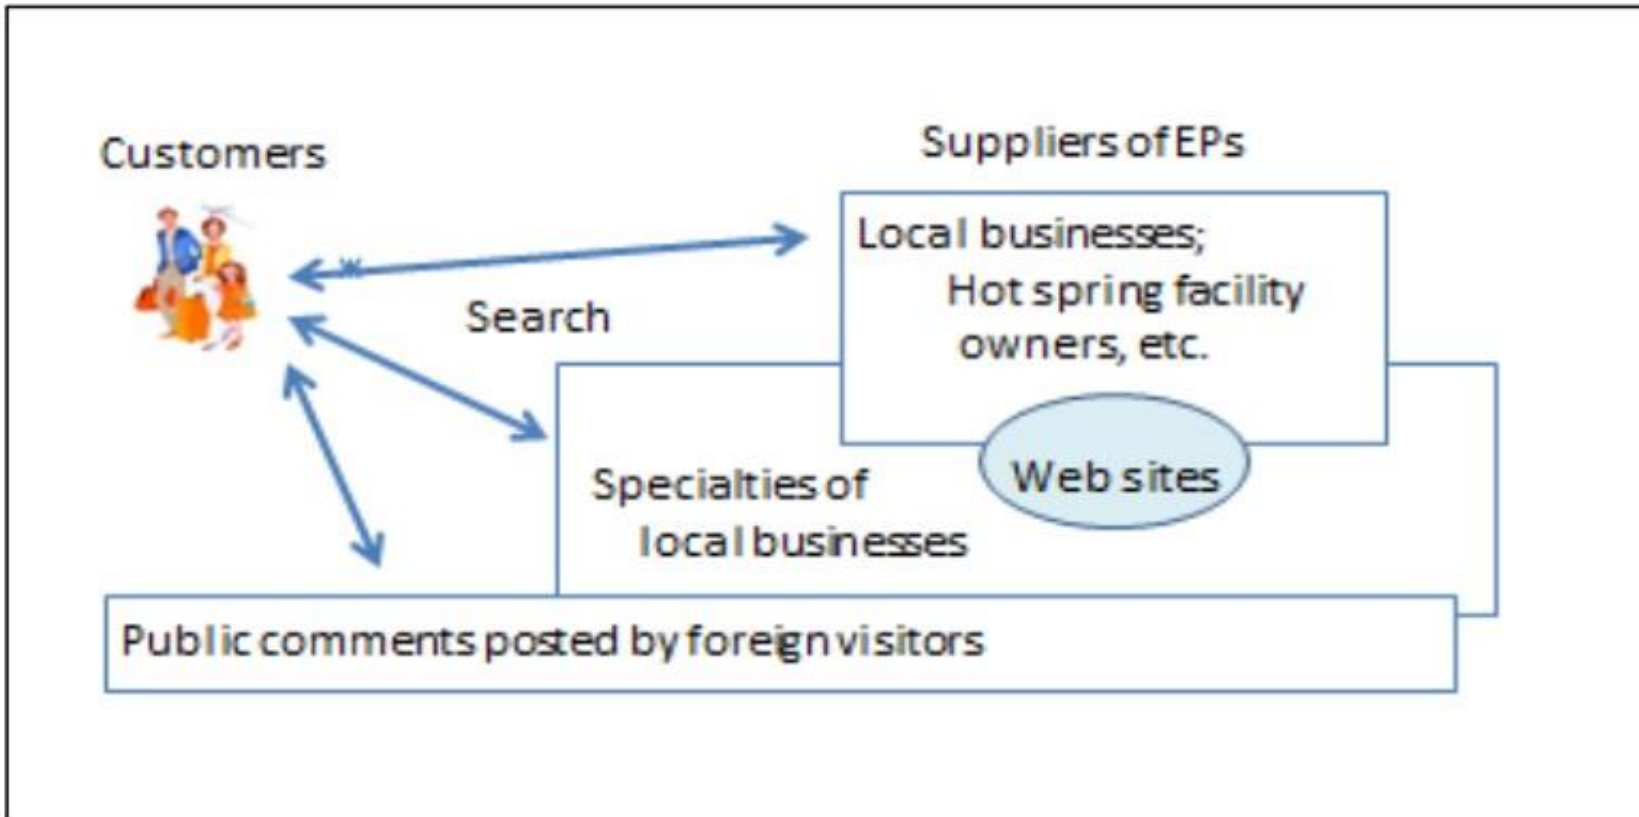 Customers
Suppliers of EPs
Local businesses;
Hot spring facility
owners, etc.
Search
Web sites
Specialties of
local businesses
Public comments posted by foreign visitors